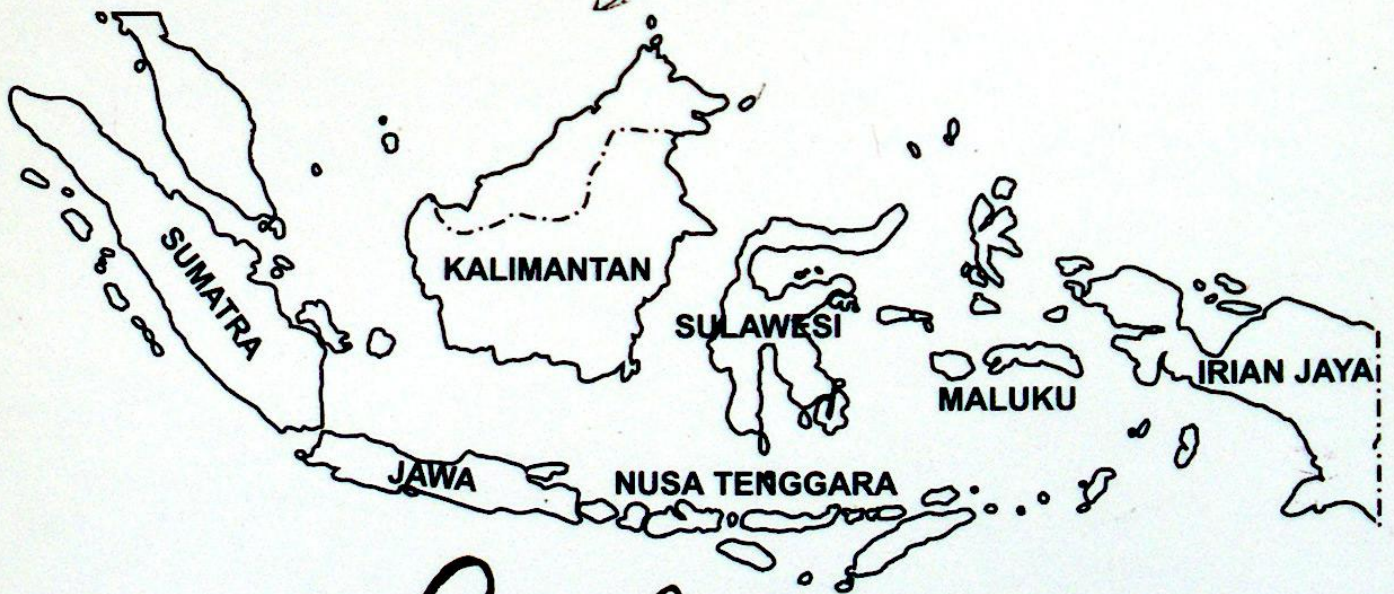 KALIMANTAN
SUMATRA
SULAWESI
IRIAN JAYA
MALUKU
JAWA
NUSA TENGGARA